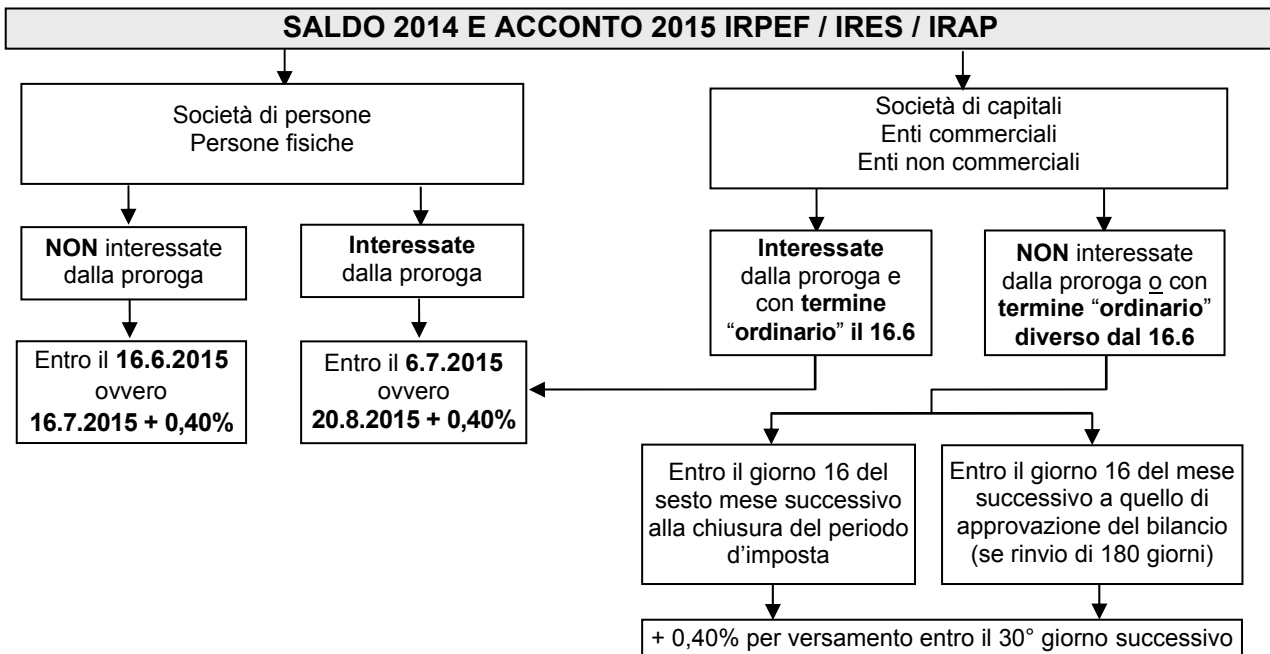 SALDO 2014 E ACCONTO 2015 IRPEF / IRES / IRAP
Società di persone
Persone fisiche
Società di capitali
Enti commerciali
Enti non commerciali
NON interessate
dalla proroga
Interessate
dalla proroga
Interessate
dalla proroga e
con termine
“ordinario” il 16.6
NON interessate
dalla proroga o con
termine “ordinario”
diverso dal 16.6
Entro il 16.6.2015
ovvero
16.7.2015 + 0,40%
Entro il 6.7.2015
ovvero
20.8.2015 + 0,40%
Entro il giorno 16 del
sesto mese successivo
alla chiusura del periodo
d’imposta
Entro il giorno 16 del mese
successivo a quello di
approvazione del bilancio
(se rinvio di 180 giorni)
+ 0,40% per versamento entro il 30° giorno successivo